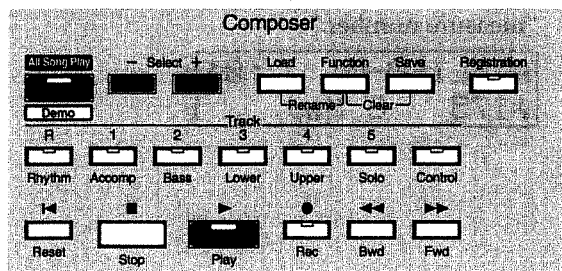 Composer
All Song Play
− Select +
Load Function Save Registration
Rename Clear
Demo
Track
R 1 2 3 4 5
Rhythm Accomp Bass Lower Upper Solo Control
Reset Stop Play Rec Bwd Fwd